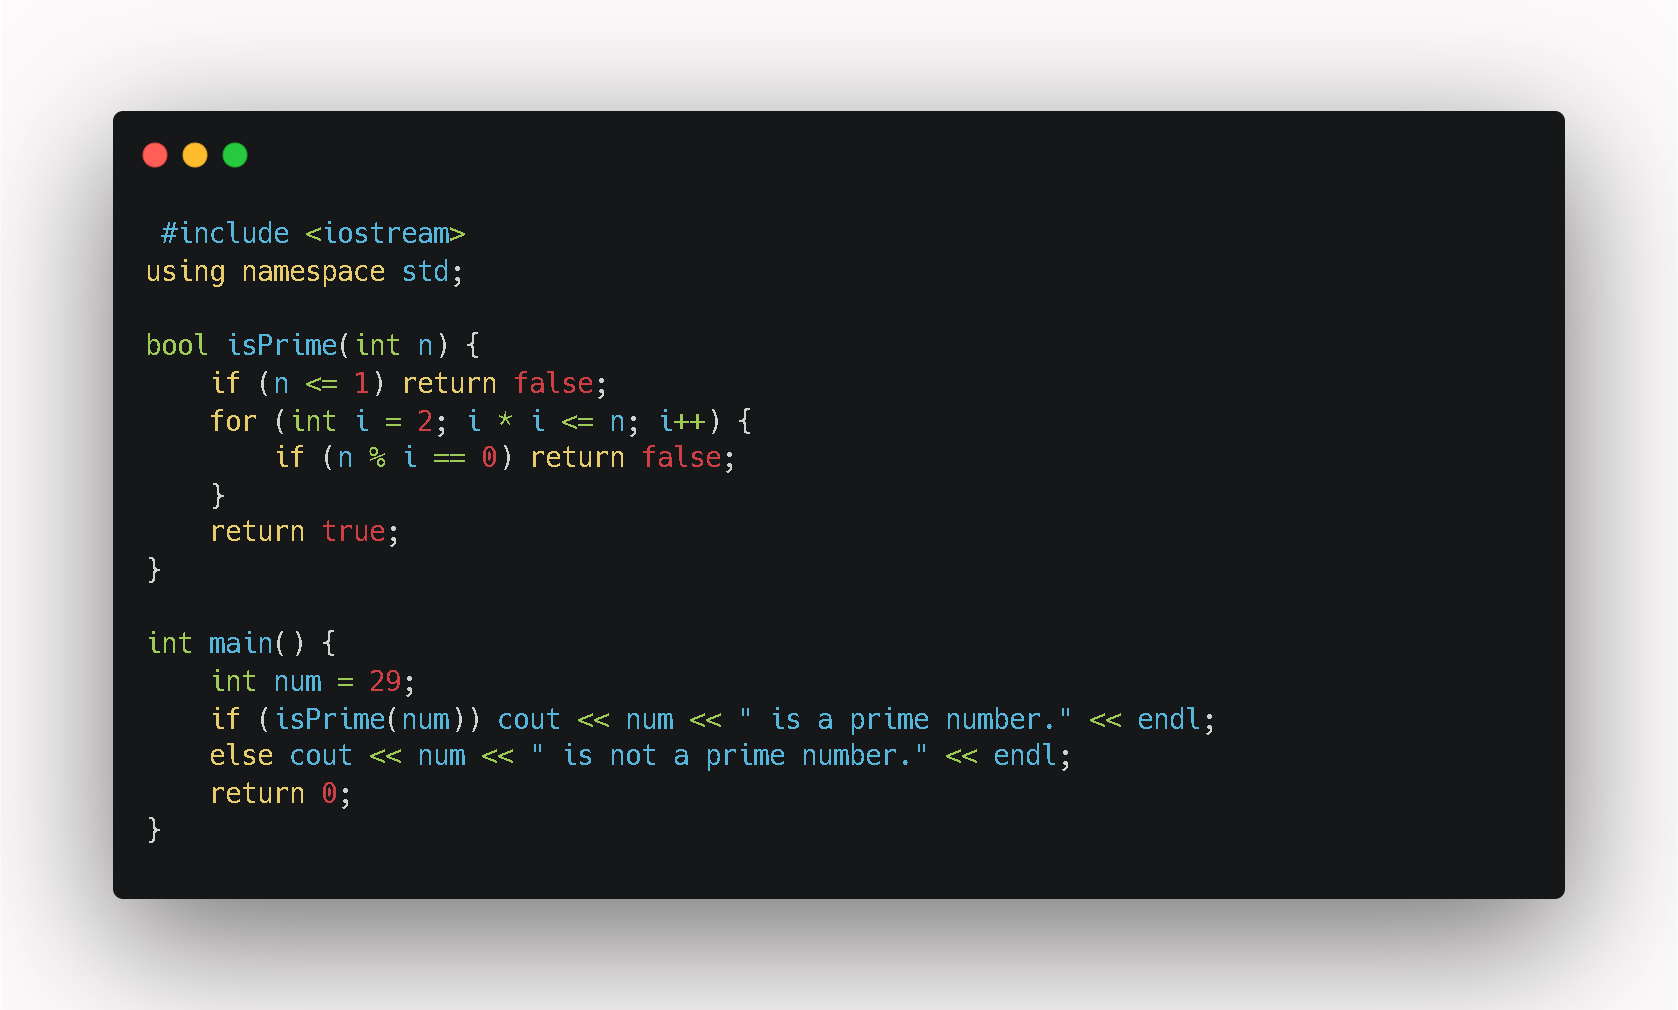 #include <iostream>
using namespace std;

bool isPrime(int n) {
    if (n <= 1) return false;
    for (int i = 2; i * i <= n; i++) {
        if (n % i == 0) return false;
    }
    return true;
}

int main() {
    int num = 29;
    if (isPrime(num)) cout << num << " is a prime number." << endl;
    else cout << num << " is not a prime number." << endl;
    return 0;
}